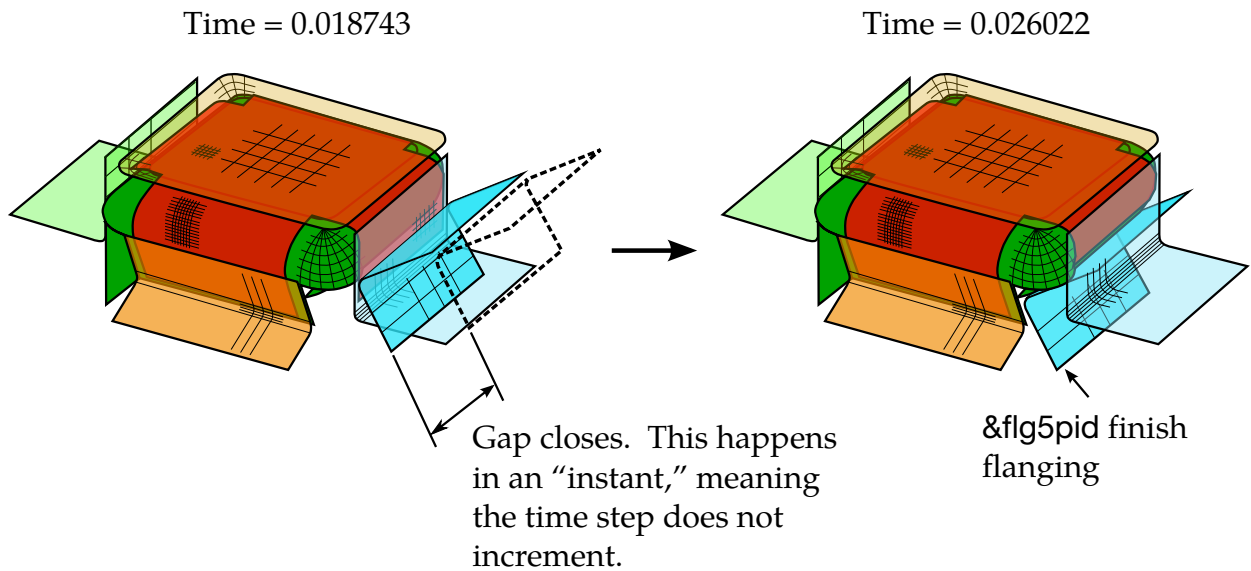 Time = 0.018743
Time = 0.026022
Gap closes. This happens
in an “instant,” meaning
the time step does not
increment.
&flg5pid finish
flanging